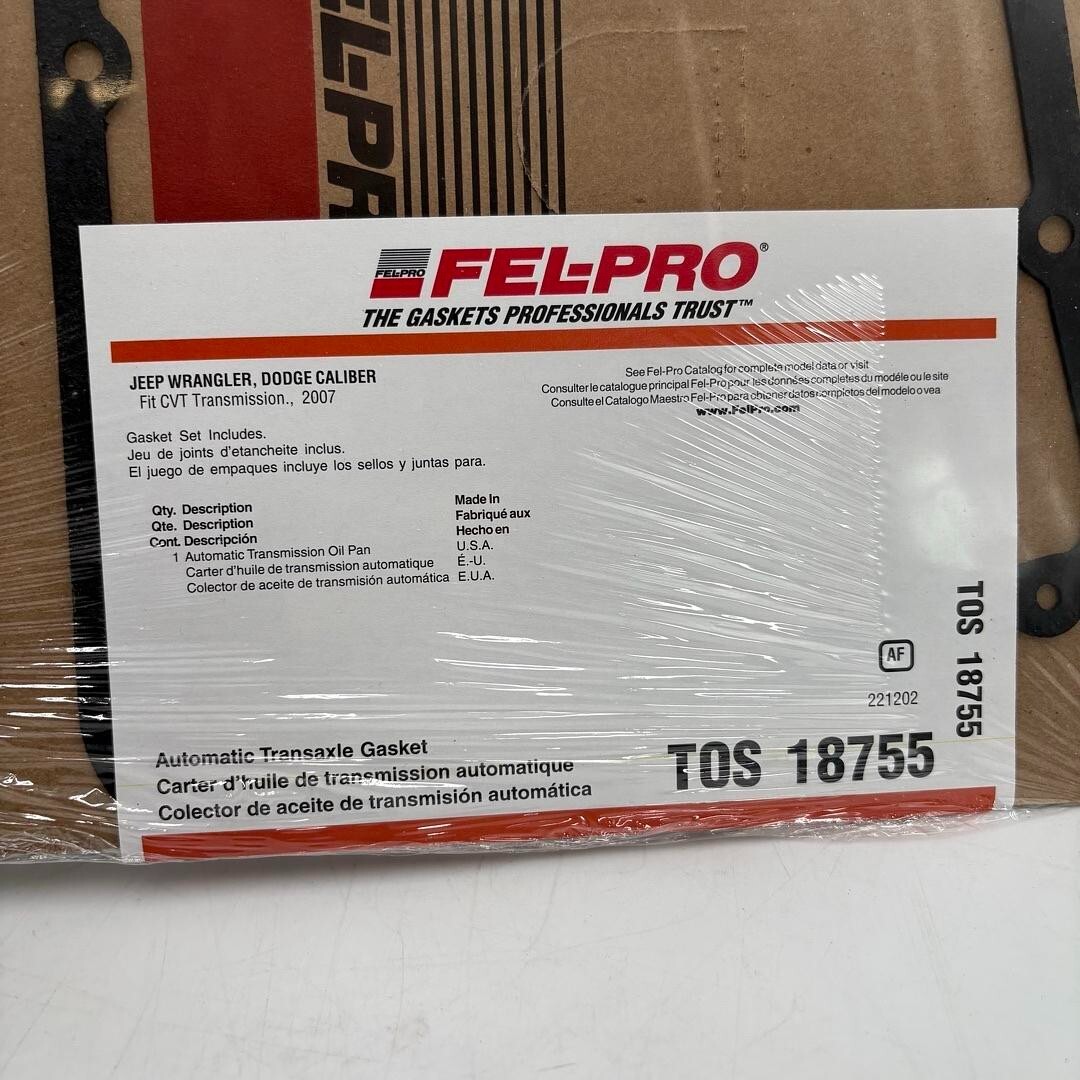 EL-PR
FEL-PRO
FEL-PRO®
THE GASKETS PROFESSIONALS TRUST™
JEEP WRANGLER, DODGE CALIBER
Fit CVT Transmission., 2007
See Fel-Pro Catalog for complete model data or visit
Consulter le catalogue principal Fel-Pro pour les données completes du modéle ou le site
Consulte el Catalogo Maestro Fel-Pro para obtener datos completos del modelo o vea
www.FelPro.com
Gasket Set Includes.
Jeu de joints d'etancheite inclus.
El juego de empaques incluye los sellos y juntas para.
Qty. Description Made In
Qte. Description Fabriqué aux
Cont. Descripción Hecho en
1 Automatic Transmission Oil Pan U.S.A.
Carter d'huile de transmission automatique É.-U.
Colector de aceite de transmisión automática E.U.A.
TOS 18755
AF
221202
Automatic Transaxle Gasket
Carter d'huile de transmission automatique
Colector de aceite de transmisión automática
TOS 18755